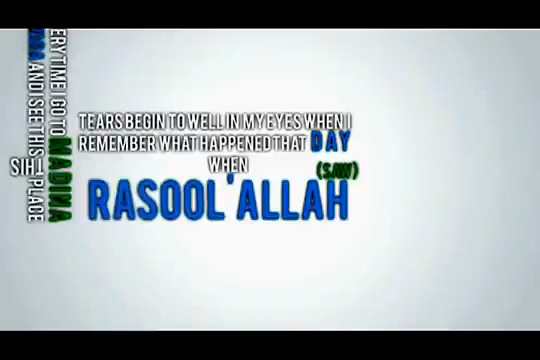 ERY TIME I GO TO
MADINA
AND I SEE THIS
PLACE
TEARS BEGIN TO WELL IN MY EYES WHEN I
REMEMBER WHAT HAPPENED THAT DAY
WHEN (SAW)
RASOOL'ALLAH